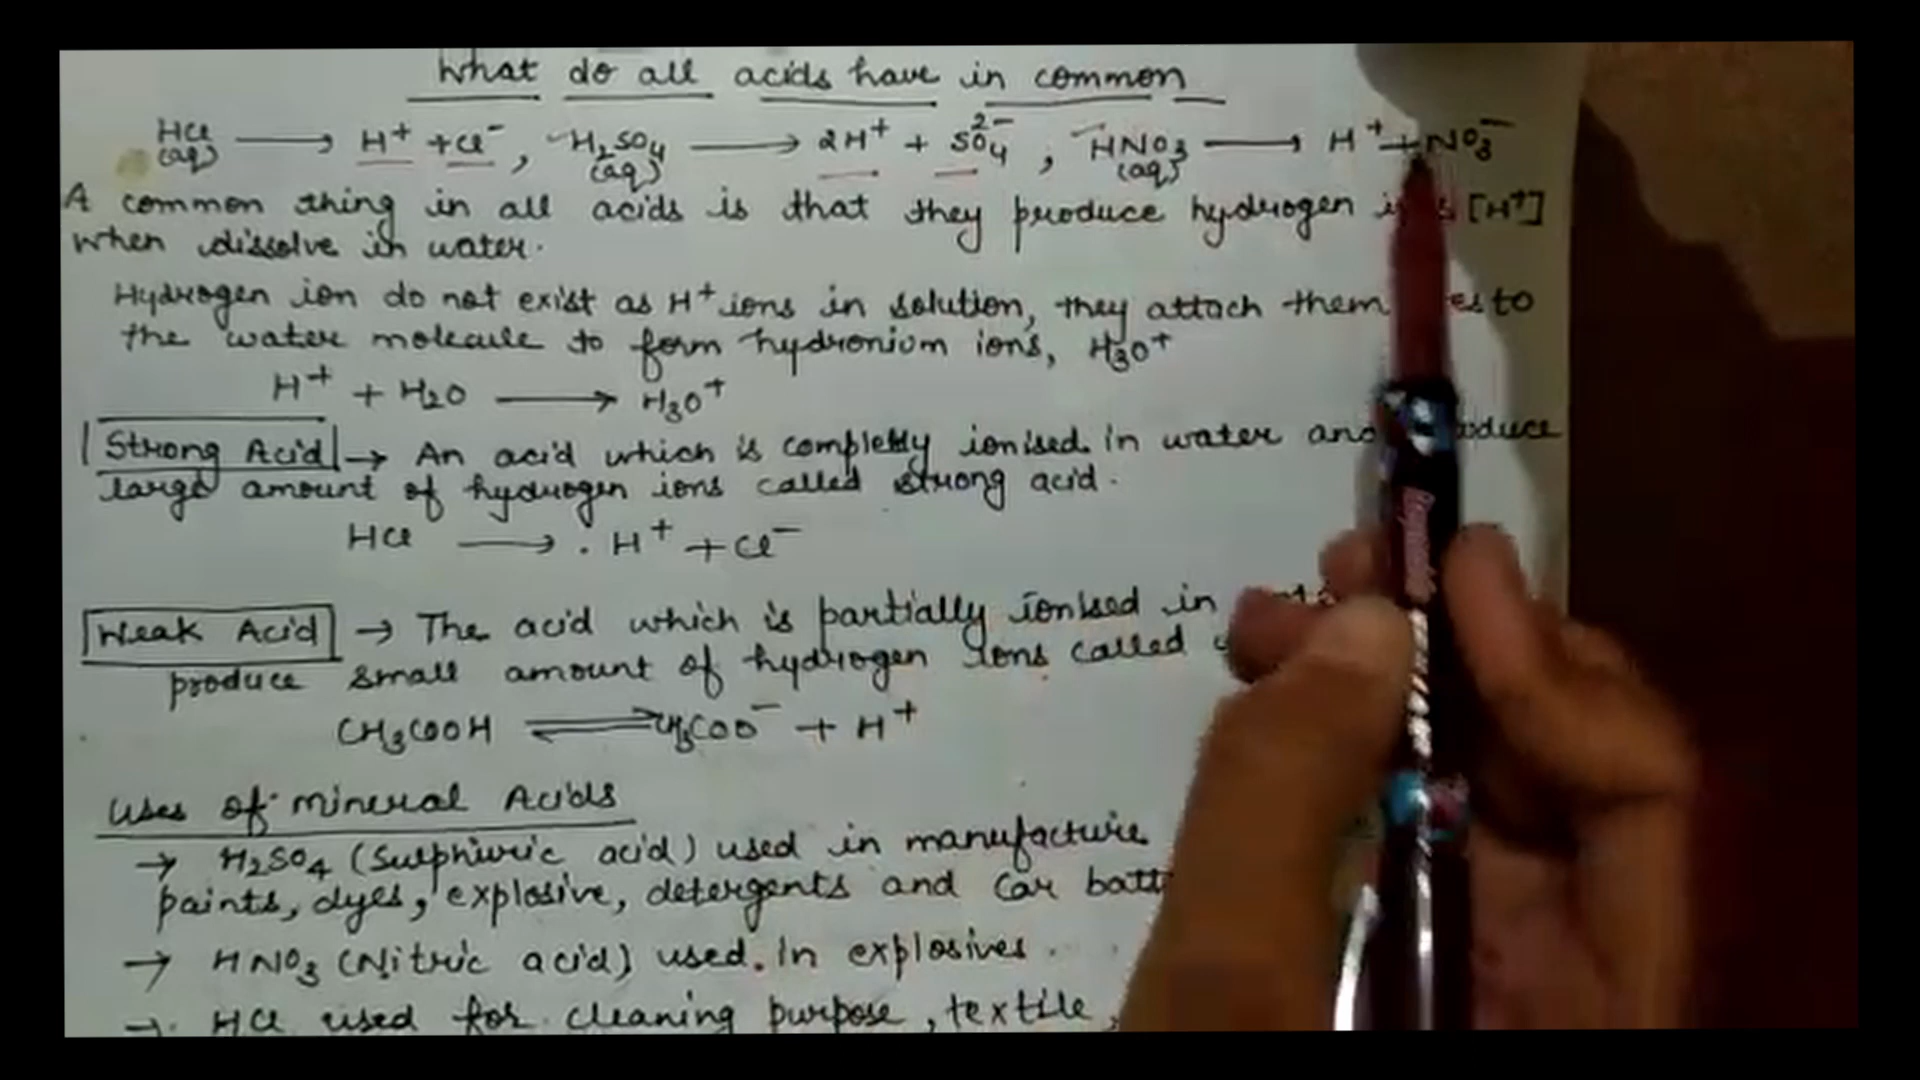 What do all acids have in common
HCl (aq) ⟶ H⁺ + Cl⁻ , H₂SO₄ (aq) ⟶ 2H⁺ + SO₄²⁻ , HNO₃ (aq) ⟶ H⁺ + NO₃⁻
A common thing in all acids is that they produce hydrogen [H⁺]
when dissolve in water.
Hydrogen ion do not exist as H⁺ ions in solution, they attach to
the water molecule to form hydronium ions, H₃O⁺
H⁺ + H₂O ⟶ H₃O⁺
Strong Acid → An acid which is completly ionised in water and
large amount of hydrogen ions called strong acid.
HCl ⟶ H⁺ + Cl⁻
Weak Acid → The acid which is partially ionised in
produce small amount of hydrogen ions called
CH₃COOH ⇌ CH₃COO⁻ + H⁺
Uses of mineral Acids
→ H₂SO₄ (Sulphuric acid) used in manufacture
paints, dyes, explosive, detergents and car batt
→ HNO₃ (Nitric acid) used in explosives.
→ HCl used for cleaning purpose, textile,